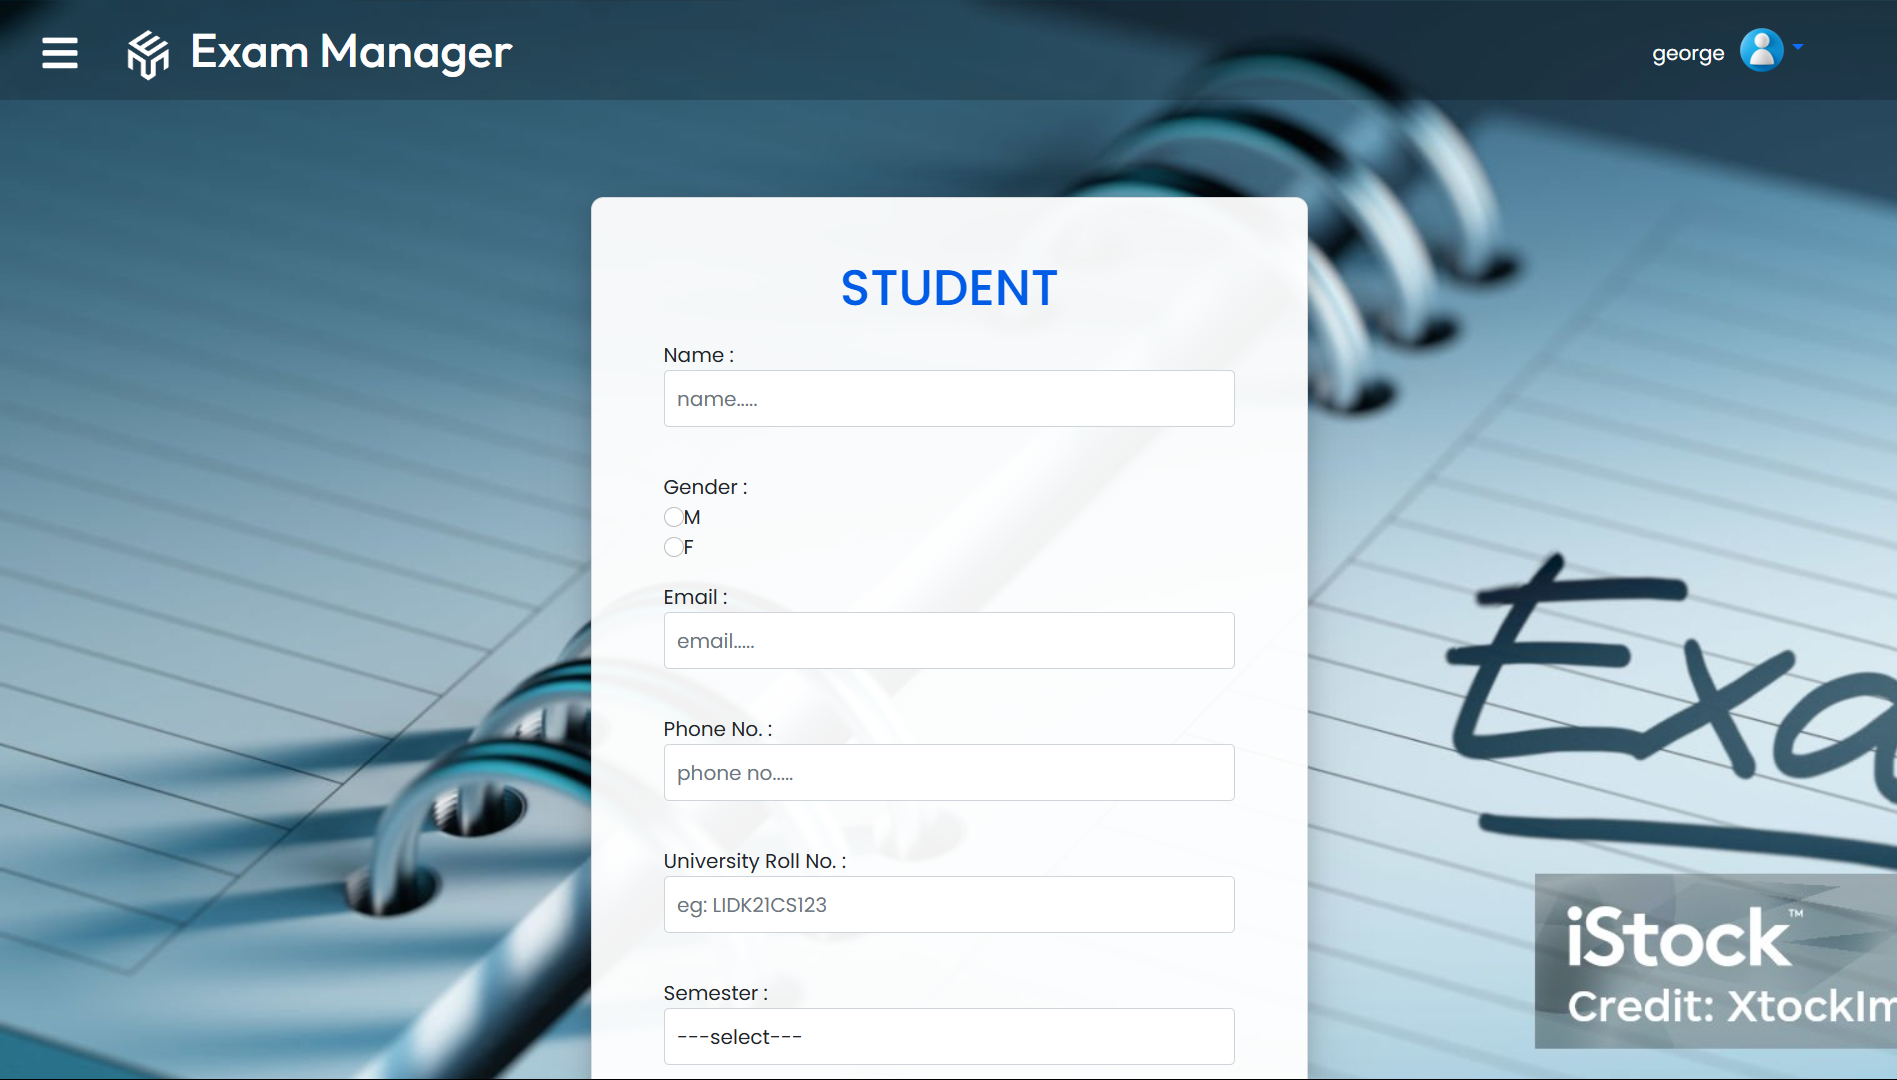 Exam Manager
george
STUDENT
Name :
name.....
Gender :
M
F
Email :
email.....
Phone No. :
phone no.....
University Roll No. :
eg: LIDK21CS123
Semester :
---select---
Exa
iStock™
Credit: XtockIm